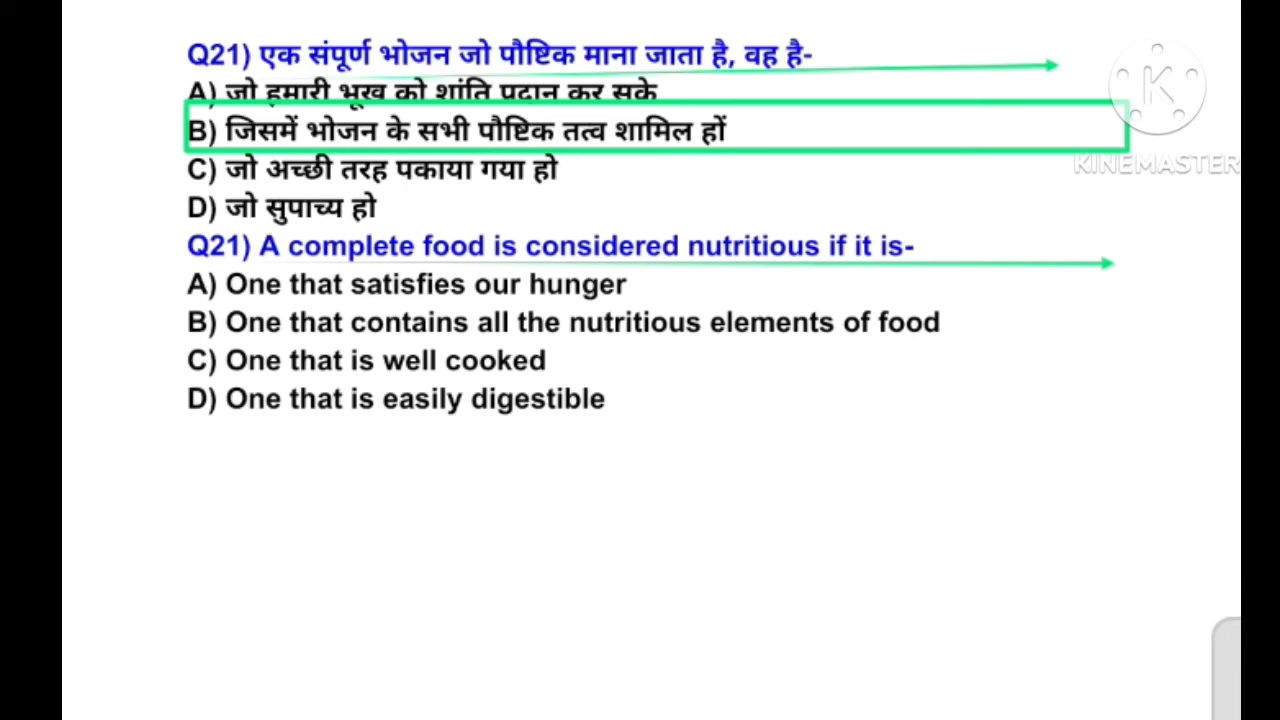 Q21) एक संपूर्ण भोजन जो पौष्टिक माना जाता है, वह है-
A) जो हमारी भूख को शांति प्रदान कर सके
B) जिसमें भोजन के सभी पौष्टिक तत्व शामिल हों
C) जो अच्छी तरह पकाया गया हो
D) जो सुपाच्य हो
Q21) A complete food is considered nutritious if it is-
A) One that satisfies our hunger
B) One that contains all the nutritious elements of food
C) One that is well cooked
D) One that is easily digestible
K
KINEMASTER